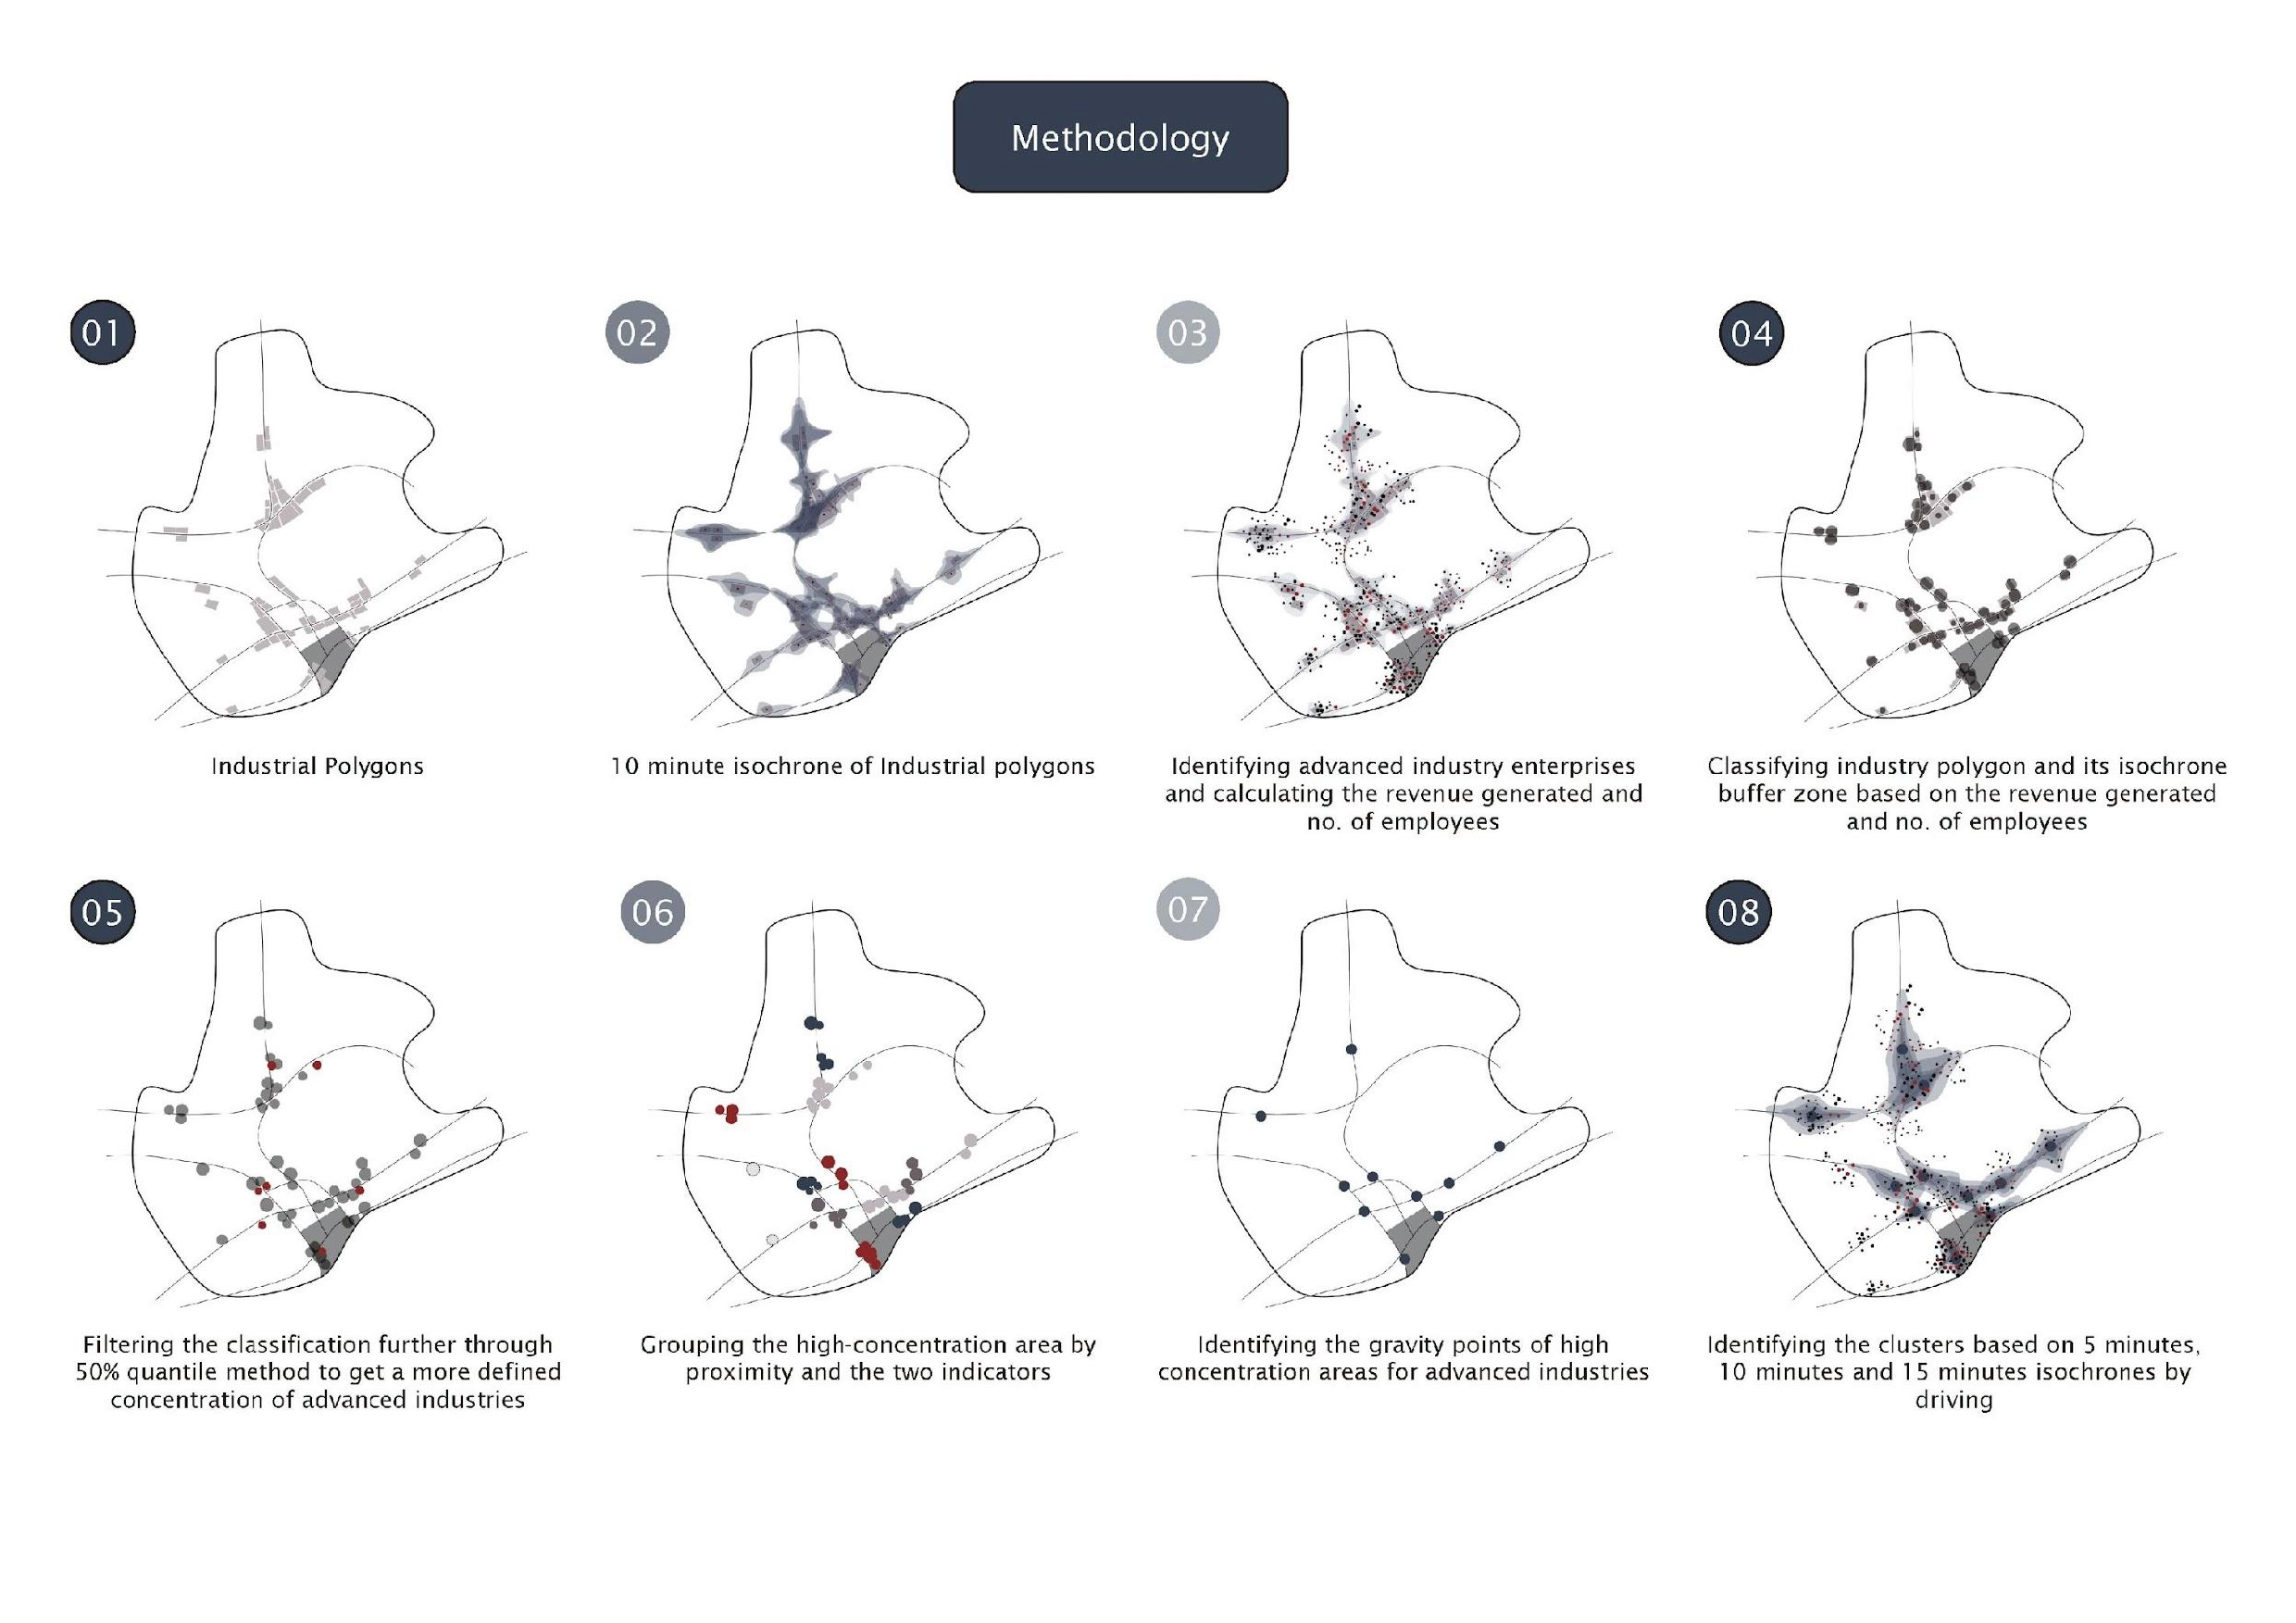 Methodology
01
02
03
04
Industrial Polygons
10 minute isochrone of Industrial polygons
Identifying advanced industry enterprises
and calculating the revenue generated and
no. of employees
Classifying industry polygon and its isochrone
buffer zone based on the revenue generated
and no. of employees
05
06
07
08
Filtering the classification further through
50% quantile method to get a more defined
concentration of advanced industries
Grouping the high-concentration area by
proximity and the two indicators
Identifying the gravity points of high
concentration areas for advanced industries
Identifying the clusters based on 5 minutes,
10 minutes and 15 minutes isochrones by
driving